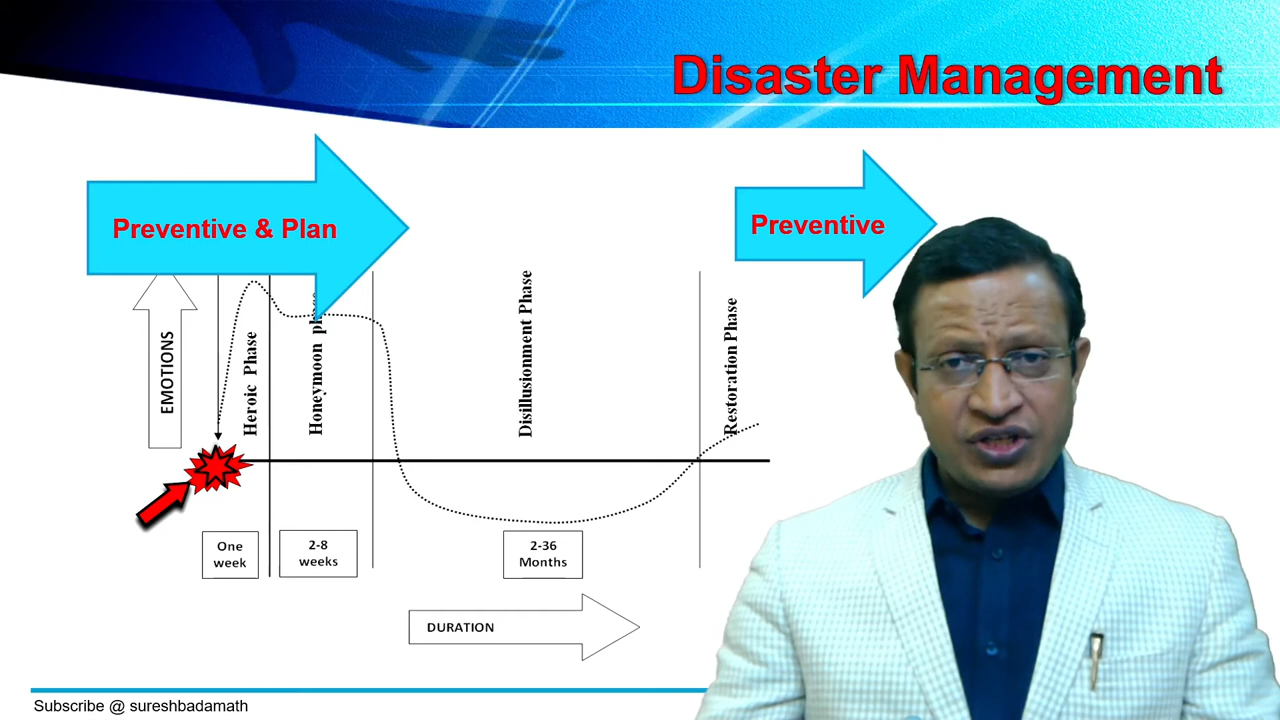 Disaster Management
Preventive & Plan
Preventive
EMOTIONS
Heroic Phase
Honeymoon phase
Disillusionment Phase
Restoration Phase
One
week
2-8
weeks
2-36
Months
DURATION
Subscribe @ sureshbadamath